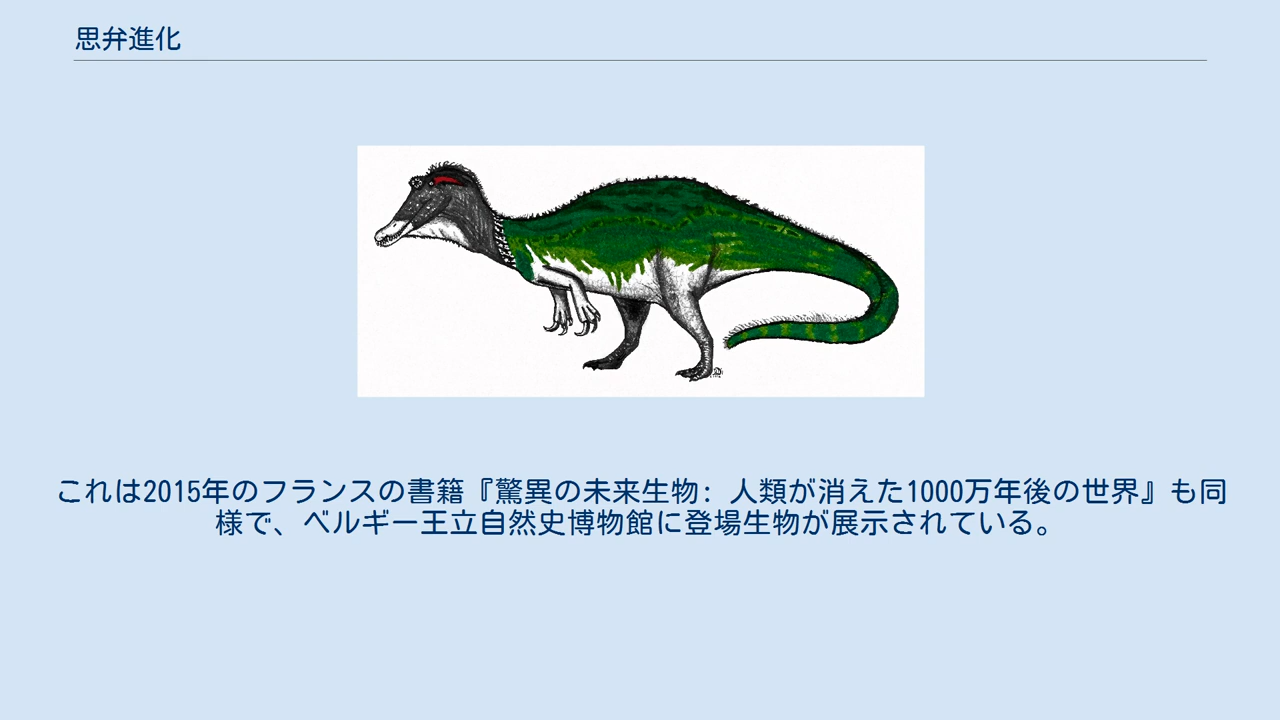 思弁進化
これは2015年のフランスの書籍『驚異の未来生物: 人類が消えた1000万年後の世界』も同
様で、ベルギー王立自然史博物館に登場生物が展示されている。